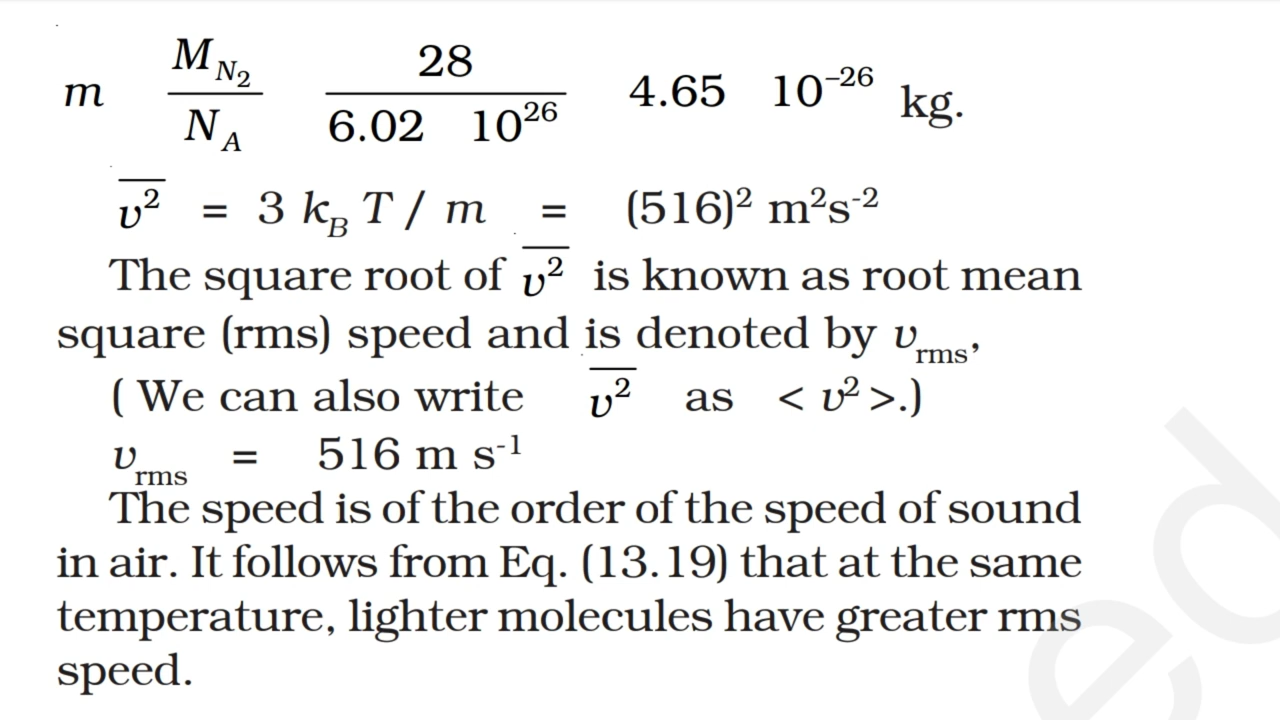 m M_N₂ / N_A 28 / 6.02 10²⁶ 4.65 10⁻²⁶ kg.
v̅²̅ = 3 k_B T / m = (516)² m²s⁻²
The square root of v̅²̅ is known as root mean
square (rms) speed and is denoted by v_rms,
( We can also write v̅²̅ as < v² >.)
v_rms = 516 m s⁻¹
The speed is of the order of the speed of sound
in air. It follows from Eq. (13.19) that at the same
temperature, lighter molecules have greater rms
speed.
ed